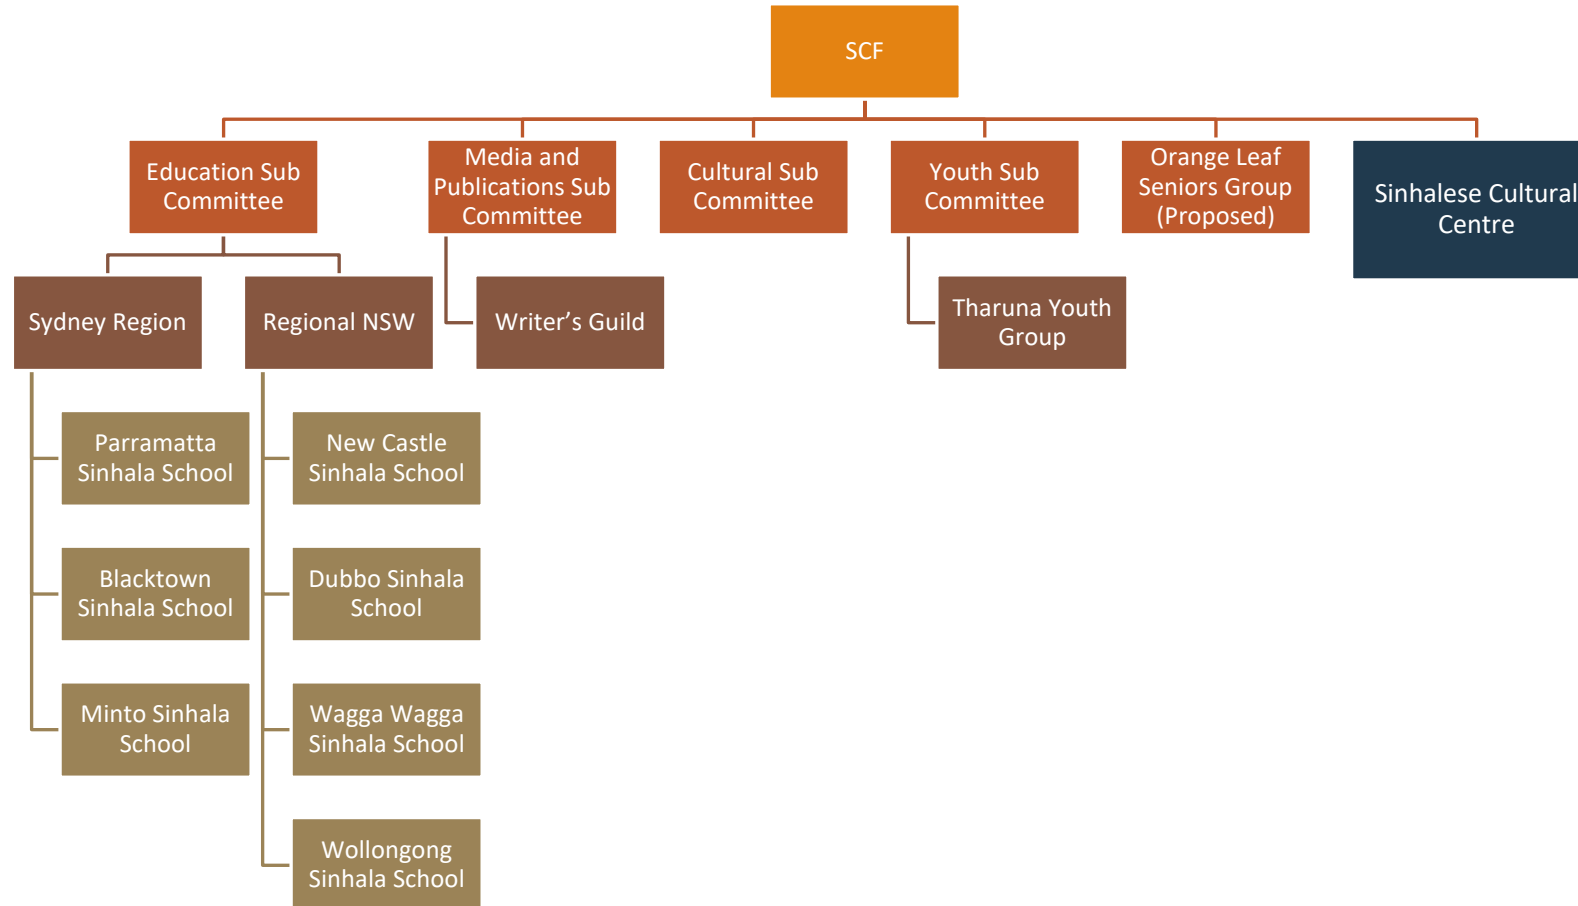 SCF
Education Sub
Committee
Media and
Publications Sub
Committee
Cultural Sub
Committee
Youth Sub
Committee
Orange Leaf
Seniors Group
(Proposed)
Sinhalese Cultural
Centre
Sydney Region
Regional NSW
Writer’s Guild
Tharuna Youth
Group
Parramatta
Sinhala School
New Castle
Sinhala School
Blacktown
Sinhala School
Dubbo Sinhala
School
Minto Sinhala
School
Wagga Wagga
Sinhala School
Wollongong
Sinhala School